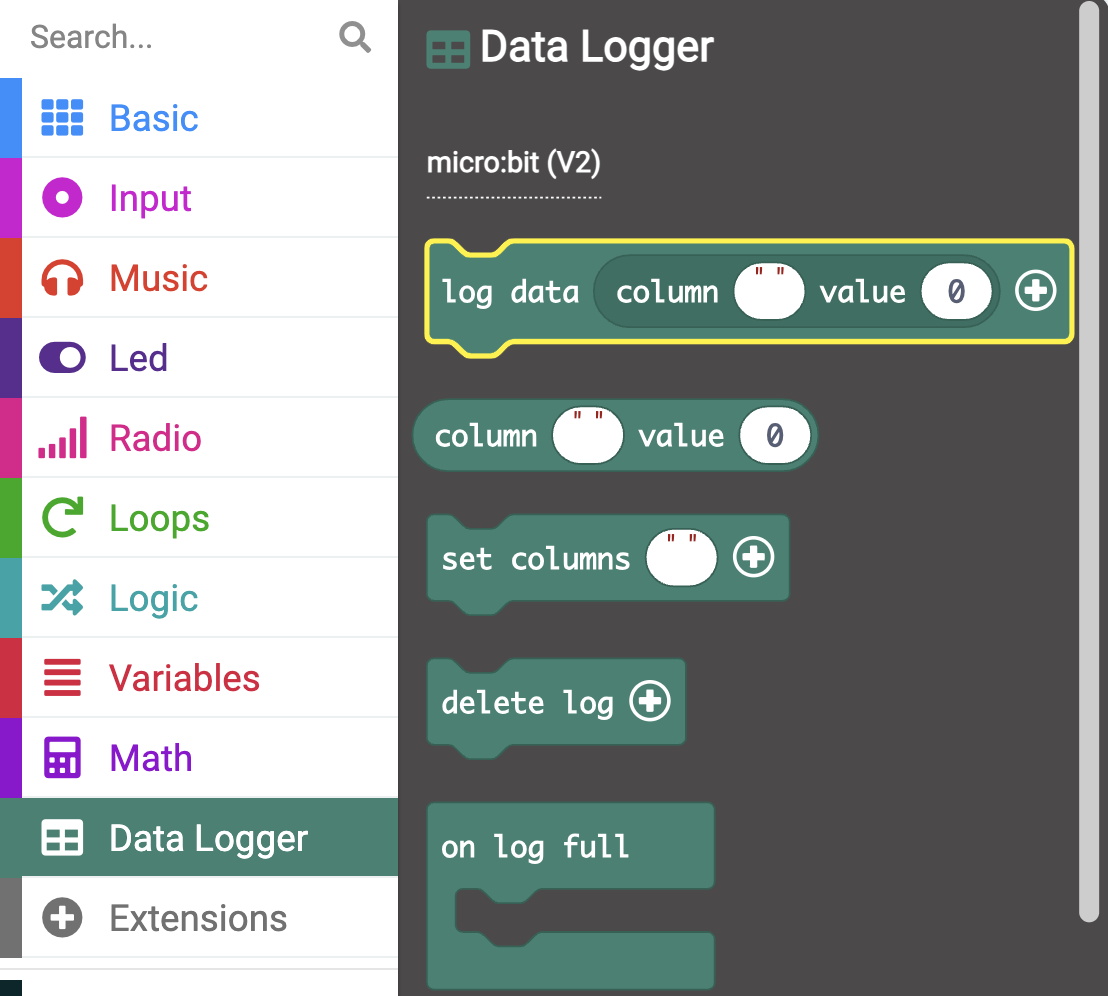 Search...
Basic
Input
Music
Led
Radio
Loops
Logic
Variables
Math
Data Logger
Extensions
Data Logger
micro:bit (V2)
log data column " " value 0
column " " value 0
set columns " "
delete log
on log full